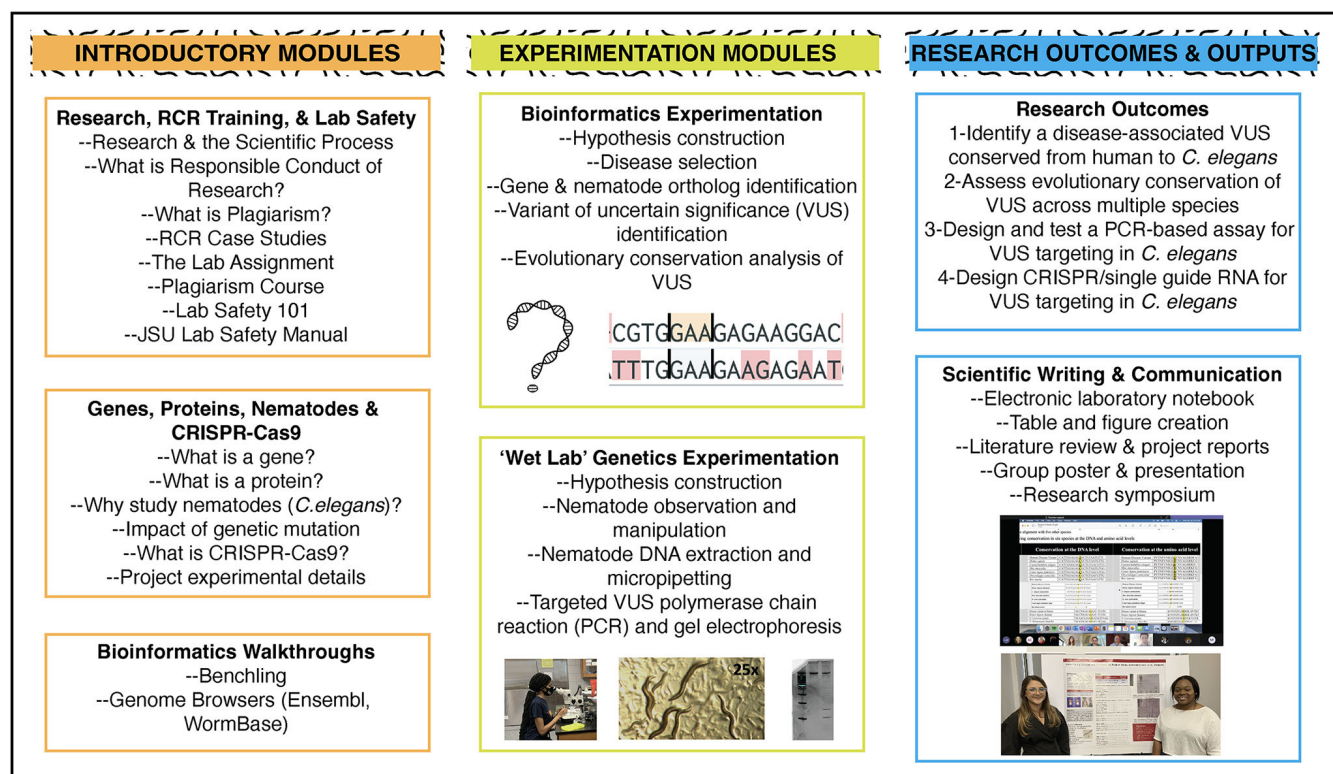 INTRODUCTORY MODULES
Research, RCR Training, & Lab Safety
--Research & the Scientific Process
--What is Responsible Conduct of
Research?
--What is Plagiarism?
--RCR Case Studies
--The Lab Assignment
--Plagiarism Course
--Lab Safety 101
--JSU Lab Safety Manual
Genes, Proteins, Nematodes &
CRISPR-Cas9
--What is a gene?
--What is a protein?
--Why study nematodes (C.elegans)?
--Impact of genetic mutation
--What is CRISPR-Cas9?
--Project experimental details
Bioinformatics Walkthroughs
--Benchling
--Genome Browsers (Ensembl,
WormBase)
EXPERIMENTATION MODULES
Bioinformatics Experimentation
--Hypothesis construction
--Disease selection
--Gene & nematode ortholog identification
--Variant of uncertain significance (VUS)
identification
--Evolutionary conservation analysis of
VUS
CGTGGAAGAGAAGGAC
TTTGGAAGAAGAGAAT
'Wet Lab' Genetics Experimentation
--Hypothesis construction
--Nematode observation and
manipulation
--Nematode DNA extraction and
micropipetting
--Targeted VUS polymerase chain
reaction (PCR) and gel electrophoresis
25x
RESEARCH OUTCOMES & OUTPUTS
Research Outcomes
1-Identify a disease-associated VUS
conserved from human to C. elegans
2-Assess evolutionary conservation of
VUS across multiple species
3-Design and test a PCR-based assay for
VUS targeting in C. elegans
4-Design CRISPR/single guide RNA for
VUS targeting in C. elegans
Scientific Writing & Communication
--Electronic laboratory notebook
--Table and figure creation
--Literature review & project reports
--Group poster & presentation
--Research symposium
Conservation at the DNA level
Conservation at the amino acid level